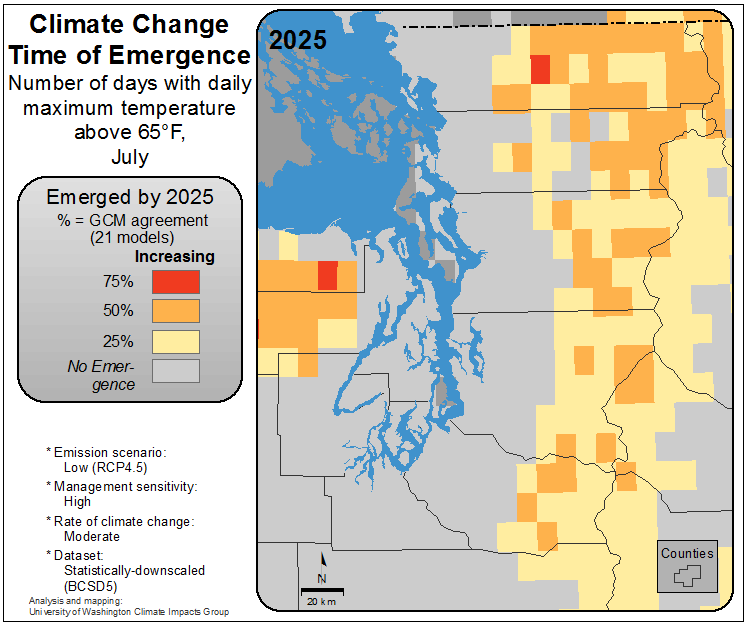 Climate Change
Time of Emergence
Number of days with daily
maximum temperature
above 65°F,
July
Emerged by 2025
% = GCM agreement
(21 models)
Increasing
75%
50%
25%
No Emer-
gence
* Emission scenario:
Low (RCP4.5)
* Management sensitivity:
High
* Rate of climate change:
Moderate
* Dataset:
Statistically-downscaled
(BCSD5)
Analysis and mapping:
University of Washington Climate Impacts Group
2025
N
20 km
Counties